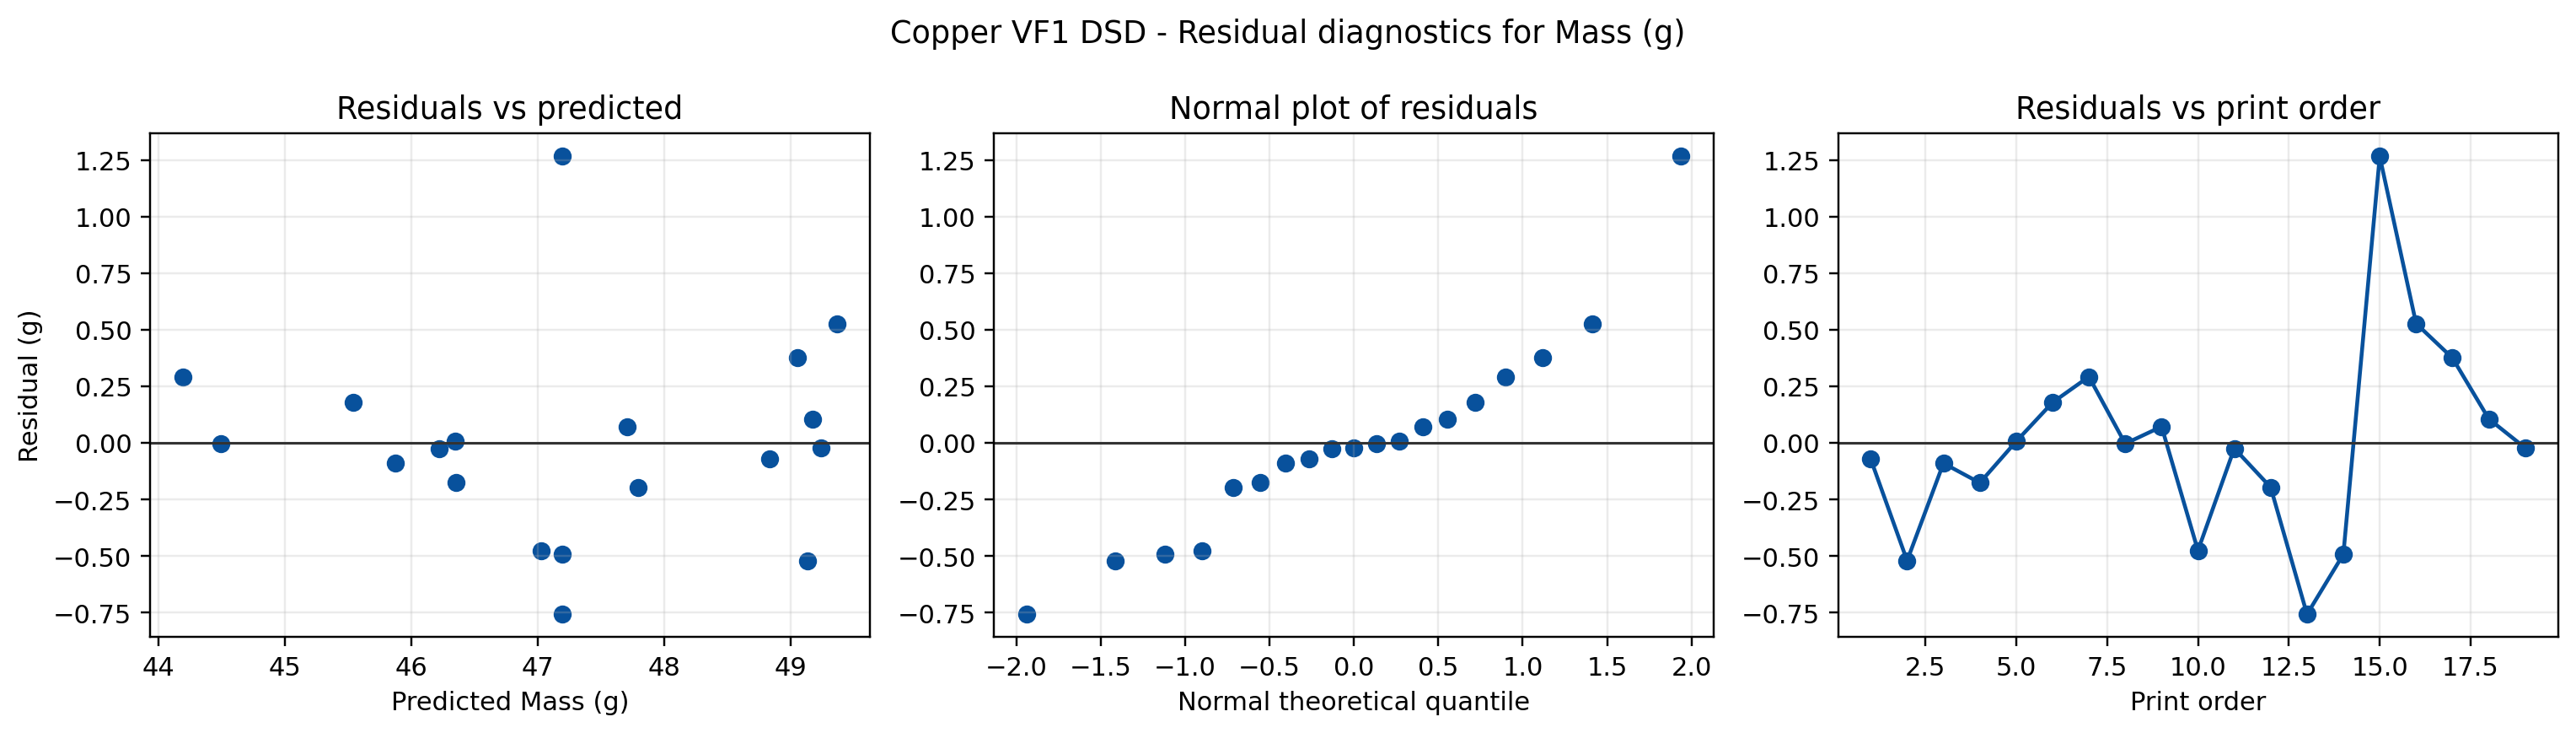 Copper VF1 DSD - Residual diagnostics for Mass (g)
Residuals vs predicted
Residual (g)
1.25
1.00
0.75
0.50
0.25
0.00
−0.25
−0.50
−0.75
44 45 46 47 48 49
Predicted Mass (g)
Normal plot of residuals
1.25
1.00
0.75
0.50
0.25
0.00
−0.25
−0.50
−0.75
−2.0 −1.5 −1.0 −0.5 0.0 0.5 1.0 1.5 2.0
Normal theoretical quantile
Residuals vs print order
1.25
1.00
0.75
0.50
0.25
0.00
−0.25
−0.50
−0.75
2.5 5.0 7.5 10.0 12.5 15.0 17.5
Print order